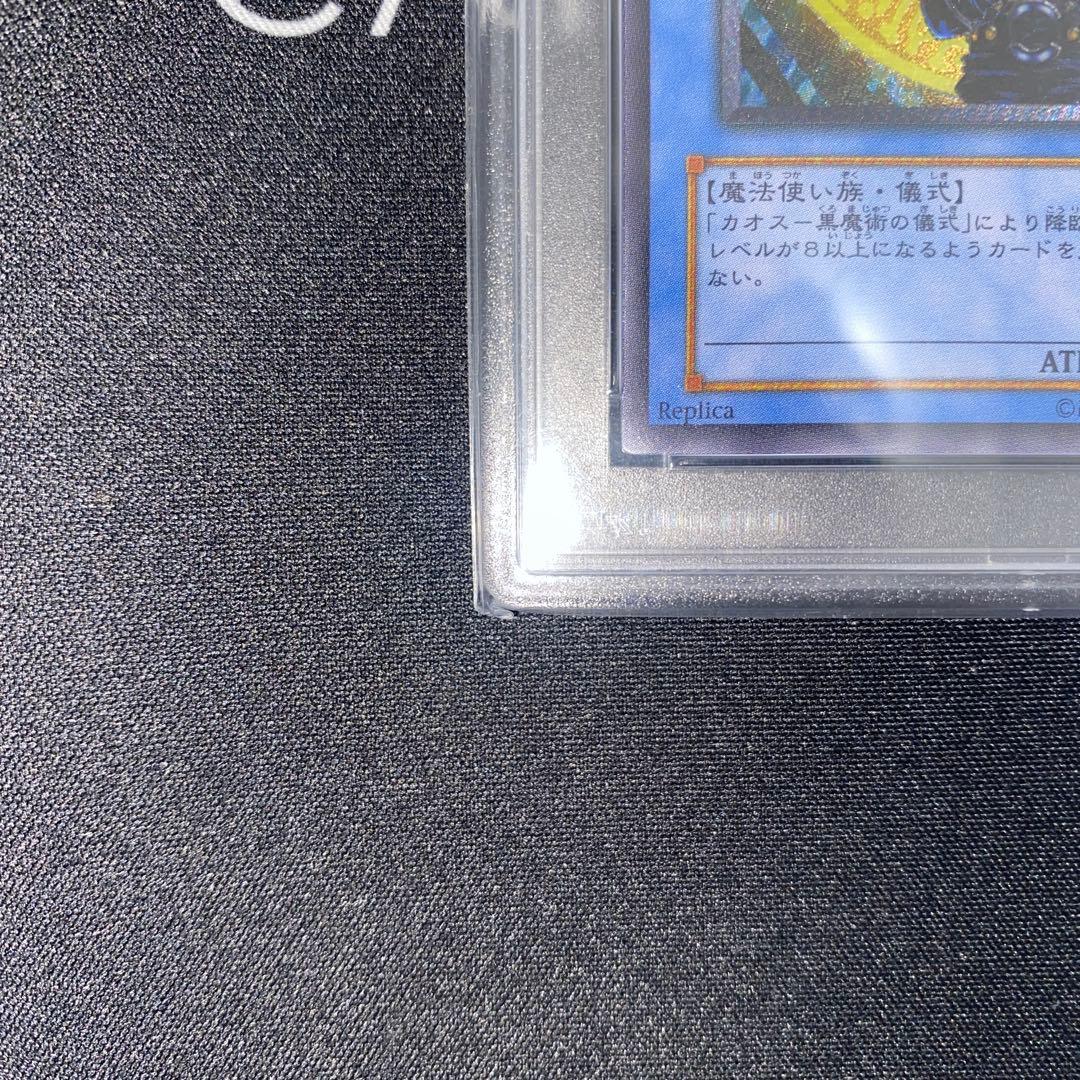 【魔法使い族・儀式】
「カオスー黒魔術の儀式」により降臨
レベルが8以上になるようカードを
ない。
AT
Replica
©